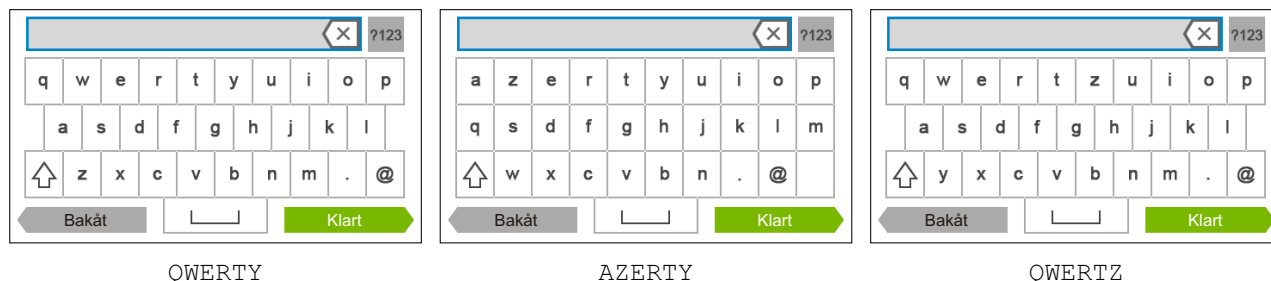 ?123
q w e r t y u i o p
a s d f g h j k l
z x c v b n m . @
Bakåt Klart
QWERTY
?123
a z e r t y u i o p
q s d f g h j k l m
w x c v b n . @
Bakåt Klart
AZERTY
?123
q w e r t z u i o p
a s d f g h j k l
y x c v b n m . @
Bakåt Klart
QWERTZ